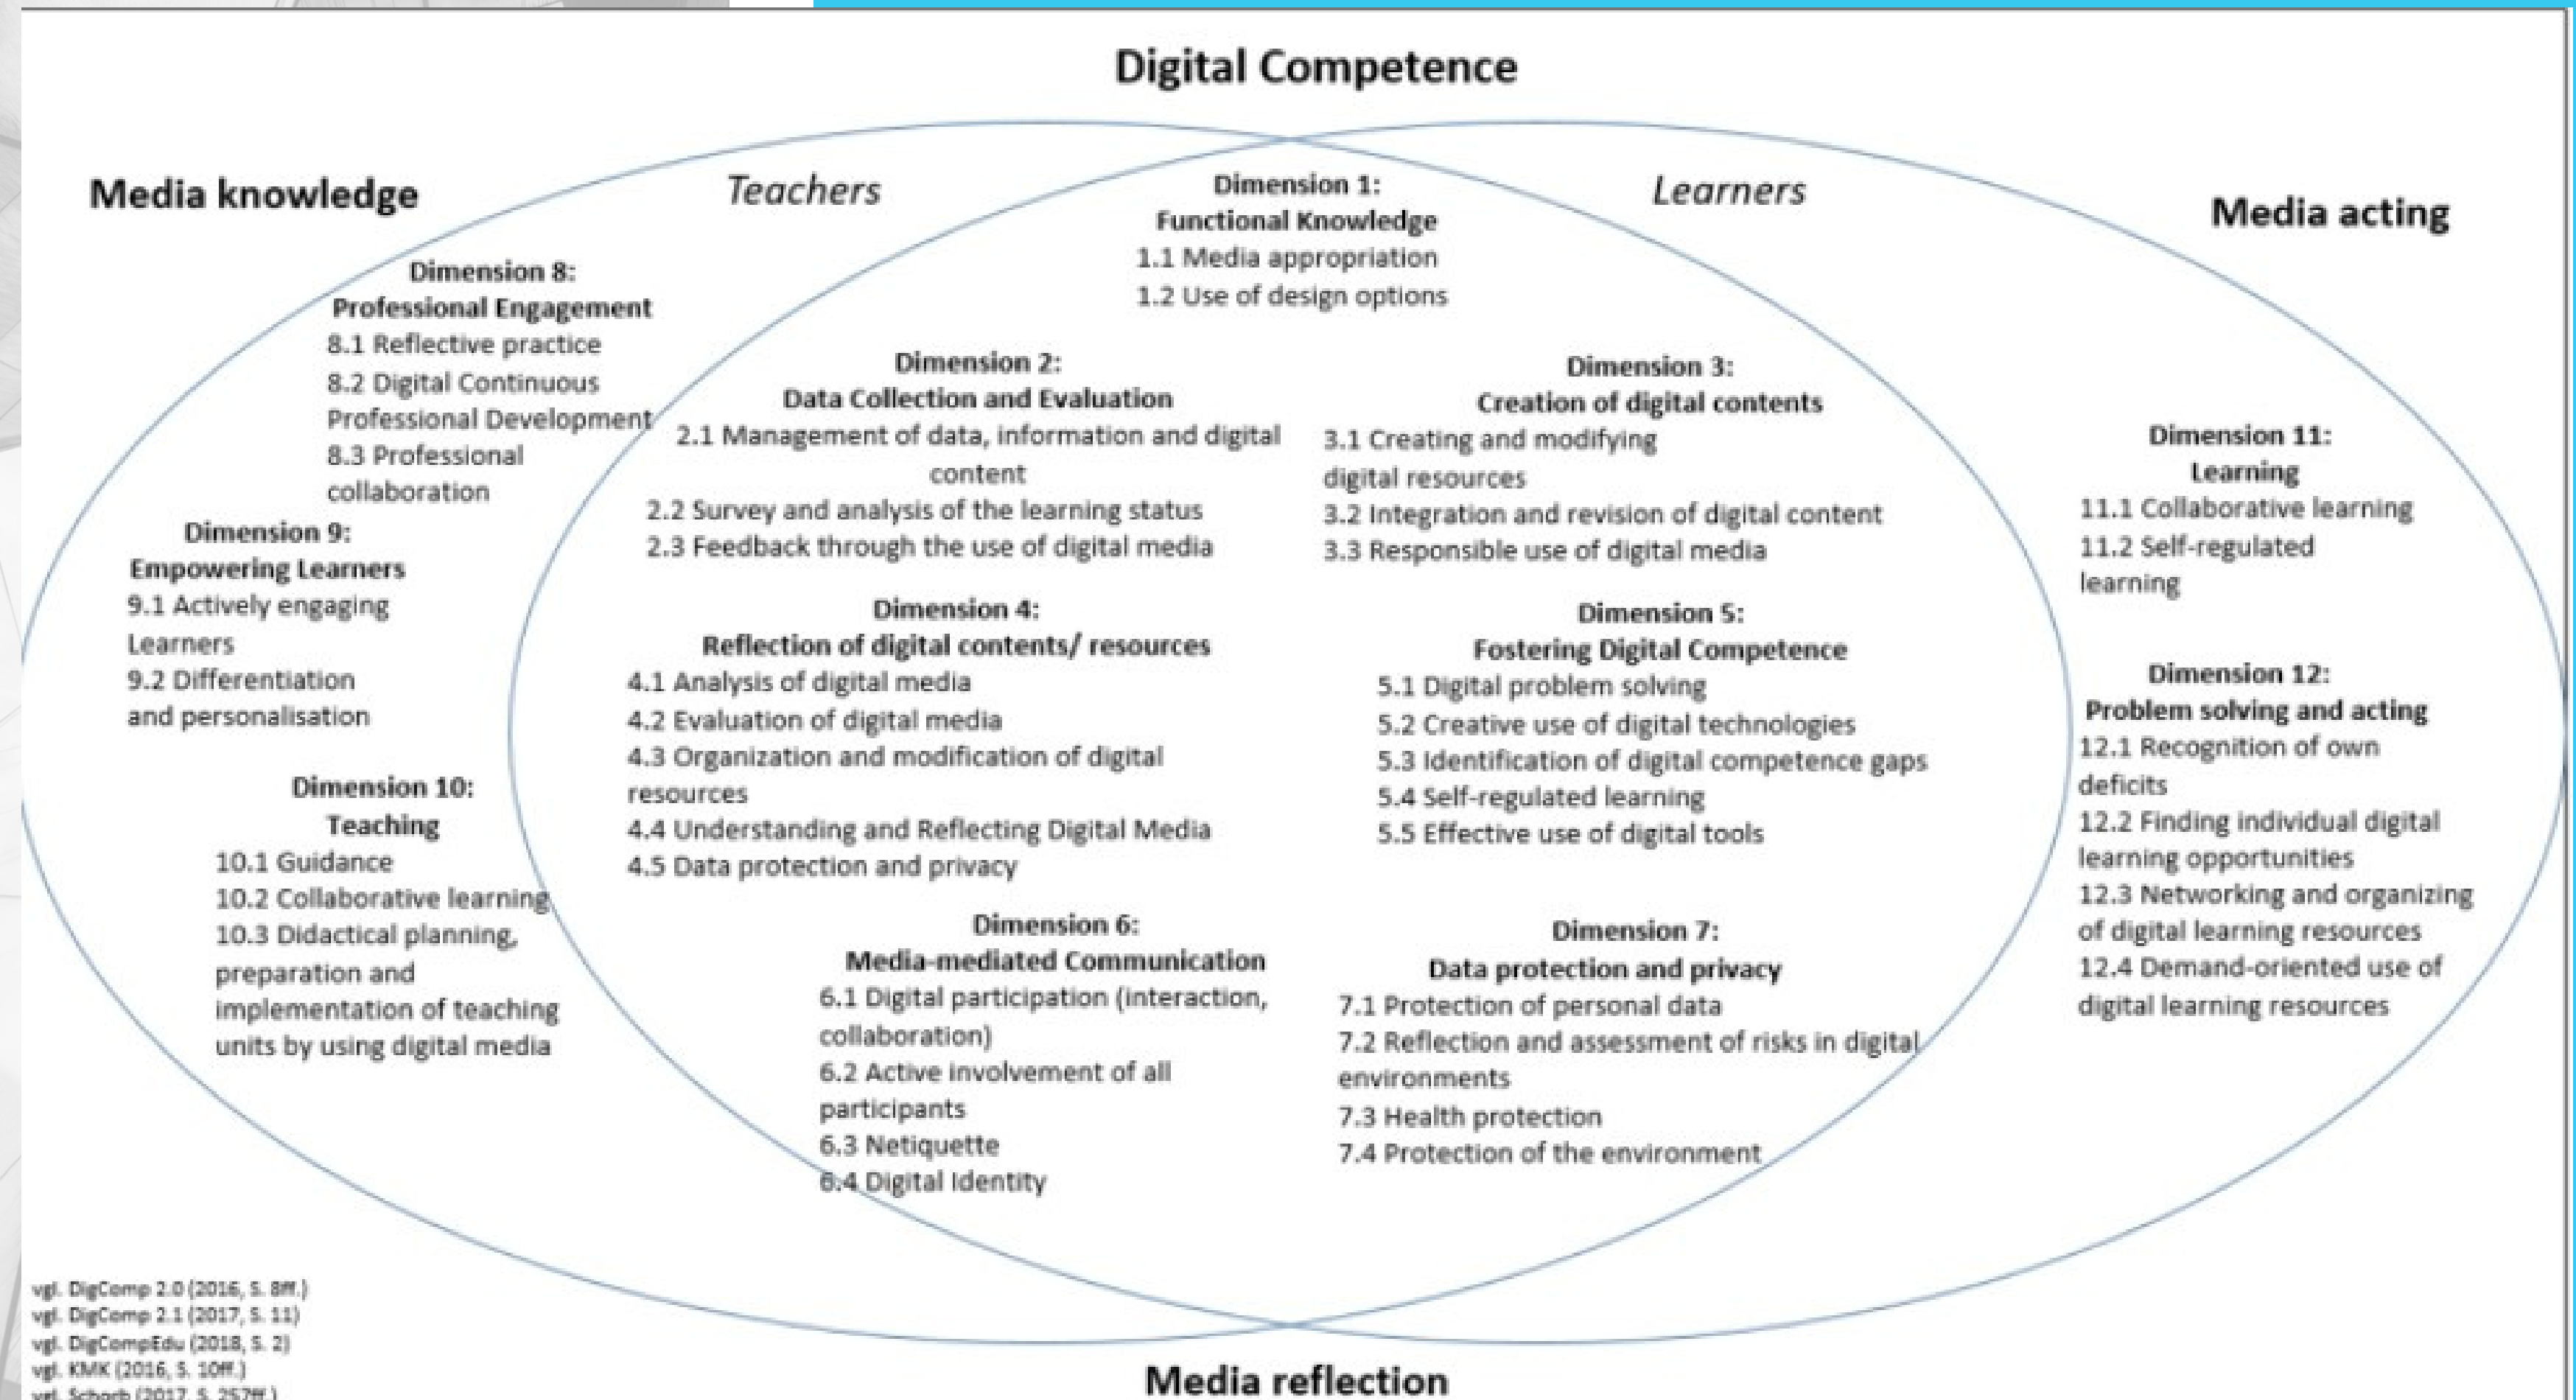 Digital Competence
Media knowledge
Teachers
Learners
Media acting
Dimension 1:
Functional Knowledge
1.1 Media appropriation
1.2 Use of design options
Dimension 8:
Professional Engagement
8.1 Reflective practice
8.2 Digital Continuous
Professional Development
8.3 Professional
collaboration
Dimension 9:
Empowering Learners
9.1 Actively engaging
Learners
9.2 Differentiation
and personalisation
Dimension 10:
Teaching
10.1 Guidance
10.2 Collaborative learning
10.3 Didactical planning,
preparation and
implementation of teaching
units by using digital media
Dimension 2:
Data Collection and Evaluation
2.1 Management of data, information and digital
content
2.2 Survey and analysis of the learning status
2.3 Feedback through the use of digital media
Dimension 3:
Creation of digital contents
3.1 Creating and modifying
digital resources
3.2 Integration and revision of digital content
3.3 Responsible use of digital media
Dimension 4:
Reflection of digital contents/ resources
4.1 Analysis of digital media
4.2 Evaluation of digital media
4.3 Organization and modification of digital
resources
4.4 Understanding and Reflecting Digital Media
4.5 Data protection and privacy
Dimension 5:
Fostering Digital Competence
5.1 Digital problem solving
5.2 Creative use of digital technologies
5.3 Identification of digital competence gaps
5.4 Self-regulated learning
5.5 Effective use of digital tools
Dimension 6:
Media-mediated Communication
6.1 Digital participation (interaction,
collaboration)
6.2 Active involvement of all
participants
6.3 Netiquette
6.4 Digital Identity
Dimension 7:
Data protection and privacy
7.1 Protection of personal data
7.2 Reflection and assessment of risks in digital
environments
7.3 Health protection
7.4 Protection of the environment
Dimension 11:
Learning
11.1 Collaborative learning
11.2 Self-regulated
learning
Dimension 12:
Problem solving and acting
12.1 Recognition of own
deficits
12.2 Finding individual digital
learning opportunities
12.3 Networking and organizing
of digital learning resources
12.4 Demand-oriented use of
digital learning resources
vgl. DigComp 2.0 (2016, S. 8ff.)
vgl. DigComp 2.1 (2017, S. 11)
vgl. DigCompEdu (2018, S. 2)
vgl. KMK (2016, S. 10ff.)
vgl. Schorb (2017, S. 257ff.)
Media reflection